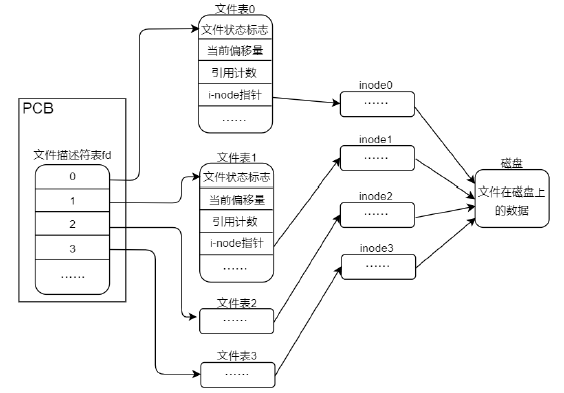 文件表0
文件状态标志
当前偏移量
引用计数
i-node指针
······
PCB
文件描述符表fd
0
1
2
3
······
文件表1
文件状态标志
当前偏移量
引用计数
i-node指针
······
文件表2
······
文件表3
······
inode0
······
inode1
······
inode2
······
inode3
······
磁盘
文件在磁盘上
的数据